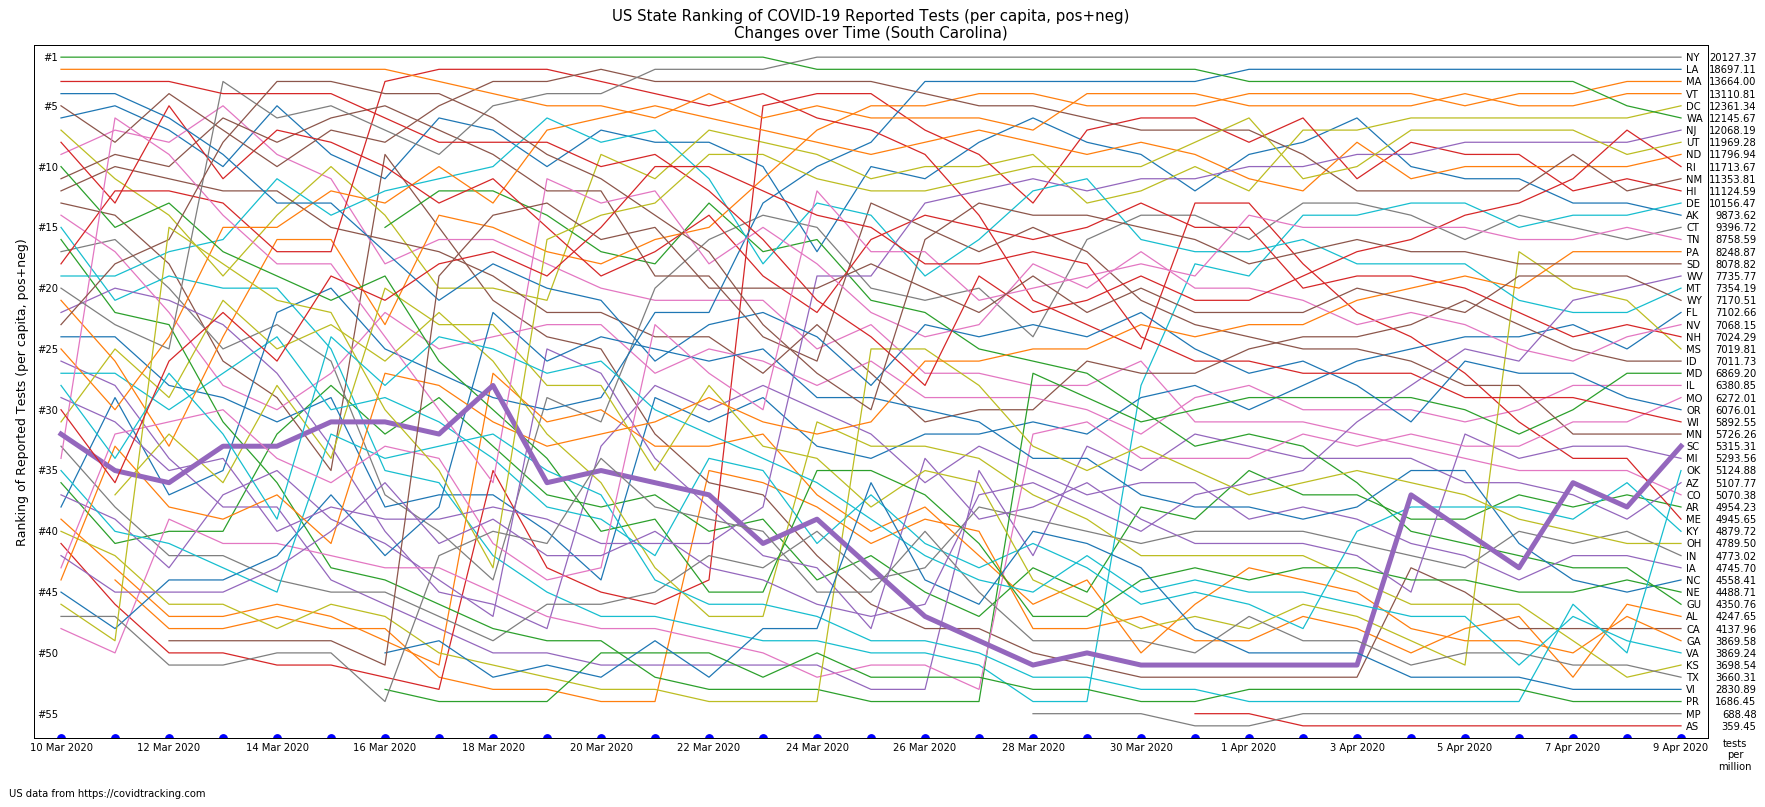 US State Ranking of COVID-19 Reported Tests (per capita, pos+neg)
Changes over Time (South Carolina)
Ranking of Reported Tests (per capita, pos+neg)
#1
#5
#10
#15
#20
#25
#30
#35
#40
#45
#50
#55
NY 20127.37
LA 18697.11
MA 13664.00
VT 13110.81
DC 12361.34
WA 12145.67
NJ 12068.19
UT 11969.28
ND 11796.94
RI 11713.67
NM 11353.81
HI 11124.59
DE 10156.47
AK 9873.62
CT 9396.72
TN 8758.59
PA 8248.87
SD 8078.82
WV 7735.77
MT 7354.19
WY 7170.51
FL 7102.66
NV 7068.15
NH 7024.29
MS 7019.81
ID 7011.73
MD 6869.20
IL 6380.85
MO 6272.01
OR 6076.01
WI 5892.55
MN 5726.26
SC 5315.31
MI 5293.56
OK 5124.88
AZ 5107.77
CO 5070.38
AR 4954.23
ME 4945.65
KY 4879.72
OH 4789.50
IN 4773.02
IA 4745.70
NC 4558.41
NE 4488.71
GU 4350.76
AL 4247.65
CA 4137.96
GA 3869.58
VA 3869.24
KS 3698.54
TX 3660.31
VI 2830.89
PR 1686.45
MP 688.48
AS 359.45
10 Mar 2020 12 Mar 2020 14 Mar 2020 16 Mar 2020 18 Mar 2020 20 Mar 2020 22 Mar 2020 24 Mar 2020 26 Mar 2020 28 Mar 2020 30 Mar 2020 1 Apr 2020 3 Apr 2020 5 Apr 2020 7 Apr 2020 9 Apr 2020
tests
per
million
US data from https://covidtracking.com